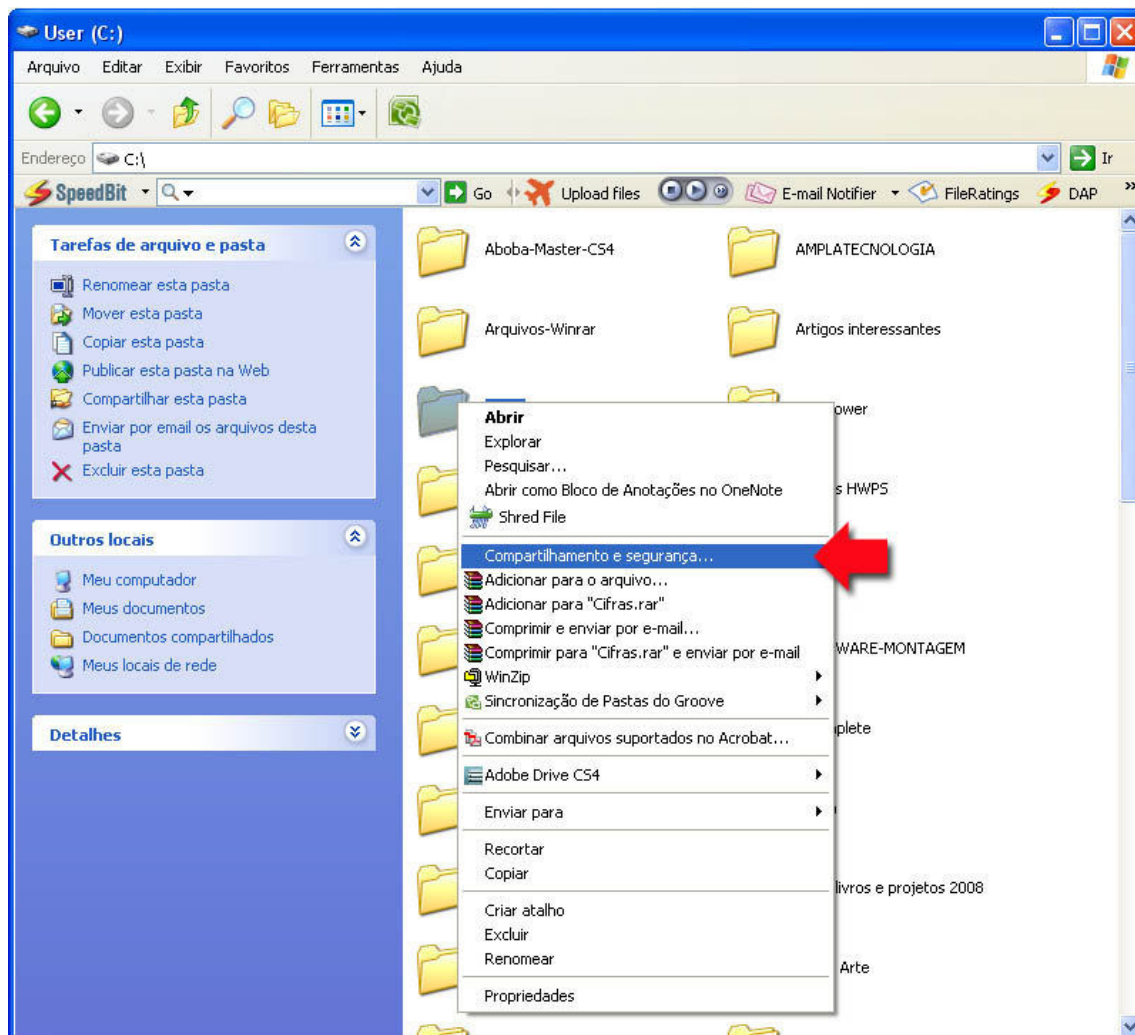 User (C:)
Arquivo Editar Exibir Favoritos Ferramentas Ajuda
Endereço C:\ Ir
SpeedBit Go Upload files E-mail Notifier FileRatings DAP »
Tarefas de arquivo e pasta
Renomear esta pasta
Mover esta pasta
Copiar esta pasta
Publicar esta pasta na Web
Compartilhar esta pasta
Enviar por email os arquivos desta
pasta
Excluir esta pasta
Outros locais
Meu computador
Meus documentos
Documentos compartilhados
Meus locais de rede
Detalhes
Aboba-Master-CS4
AMPLATECNOLOGIA
Arquivos-Winrar
Artigos interessantes
ower
s HWPS
WARE-MONTAGEM
plete
livros e projetos 2008
Arte
Abrir
Explorar
Pesquisar...
Abrir como Bloco de Anotações no OneNote
Shred File
Compartilhamento e segurança...
Adicionar para o arquivo...
Adicionar para "Cifras.rar"
Comprimir e enviar por e-mail...
Comprimir para "Cifras.rar" e enviar por e-mail
WinZip
Sincronização de Pastas do Groove
Combinar arquivos suportados no Acrobat...
Adobe Drive CS4
Enviar para
Recortar
Copiar
Criar atalho
Excluir
Renomear
Propriedades